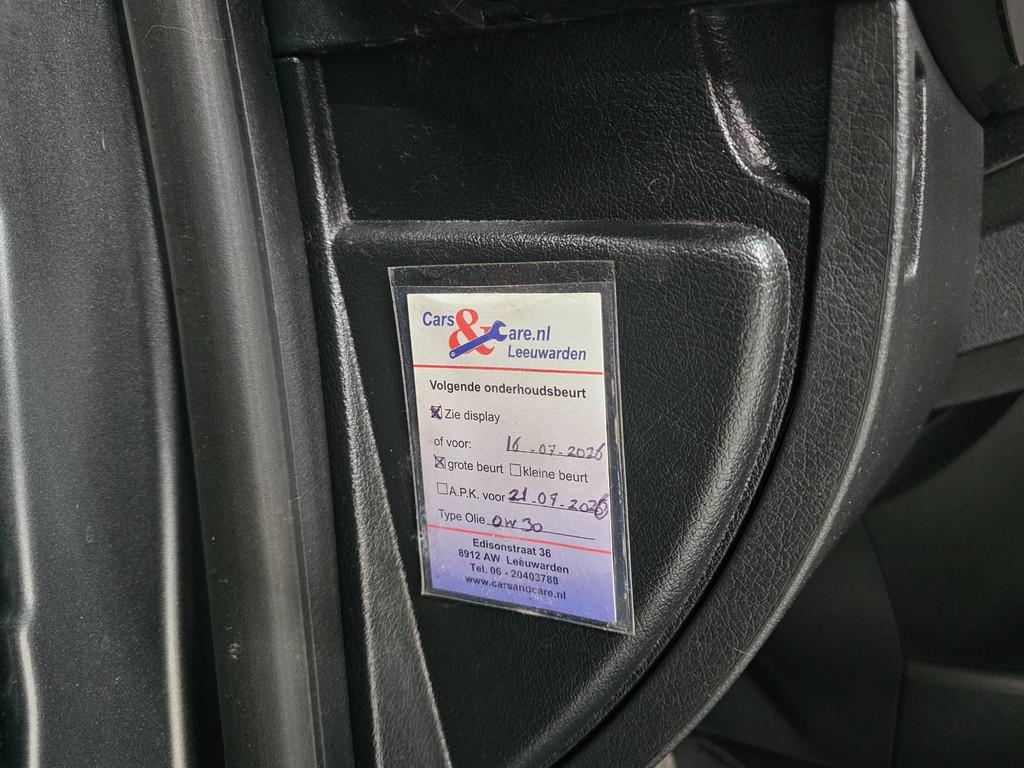 Cars & Care.nl
Leeuwarden
Volgende onderhoudsbeurt
Zie display
of voor: 16-07-2026
grote beurt kleine beurt
A.P.K. voor 21-09-2026
Type Olie 0W30
Edisonstraat 36
8912 AW Leeuwarden
Tel. 06 - 20403788
www.carsandcare.nl